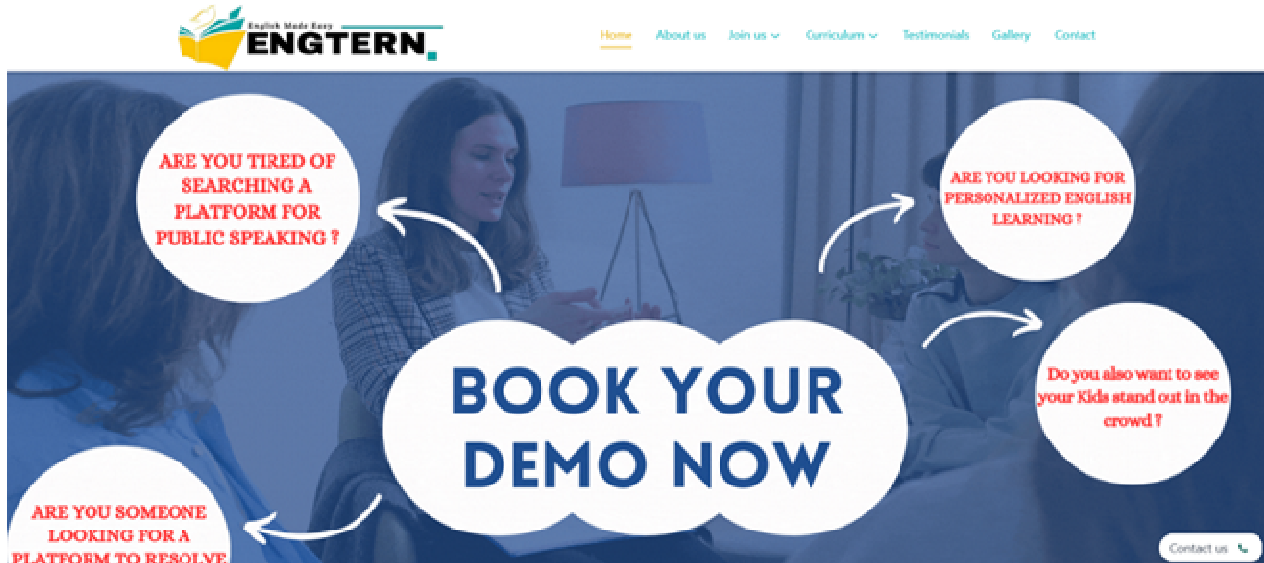 English Made Easy
ENGTERN.
Home About us Join us Curriculum Testimonials Gallery Contact
ARE YOU TIRED OF
SEARCHING A
PLATFORM FOR
PUBLIC SPEAKING ?
ARE YOU LOOKING FOR
PERSONALIZED ENGLISH
LEARNING ?
BOOK YOUR
DEMO NOW
Do you also want to see
your Kids stand out in the
crowd ?
ARE YOU SOMEONE
LOOKING FOR A
PLATFORM TO RESOLVE
Contact us